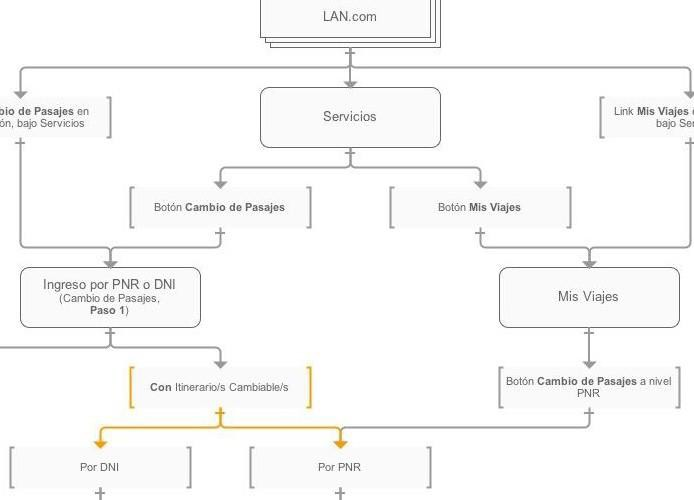 LAN.com
bio de Pasajes en
ón, bajo Servicios
Servicios
Link Mis Viajes
bajo Ser
Botón Cambio de Pasajes
Botón Mis Viajes
Ingreso por PNR o DNI
(Cambio de Pasajes,
Paso 1)
Mis Viajes
Con Itinerario/s Cambiable/s
Botón Cambio de Pasajes a nivel
PNR
Por DNI
Por PNR